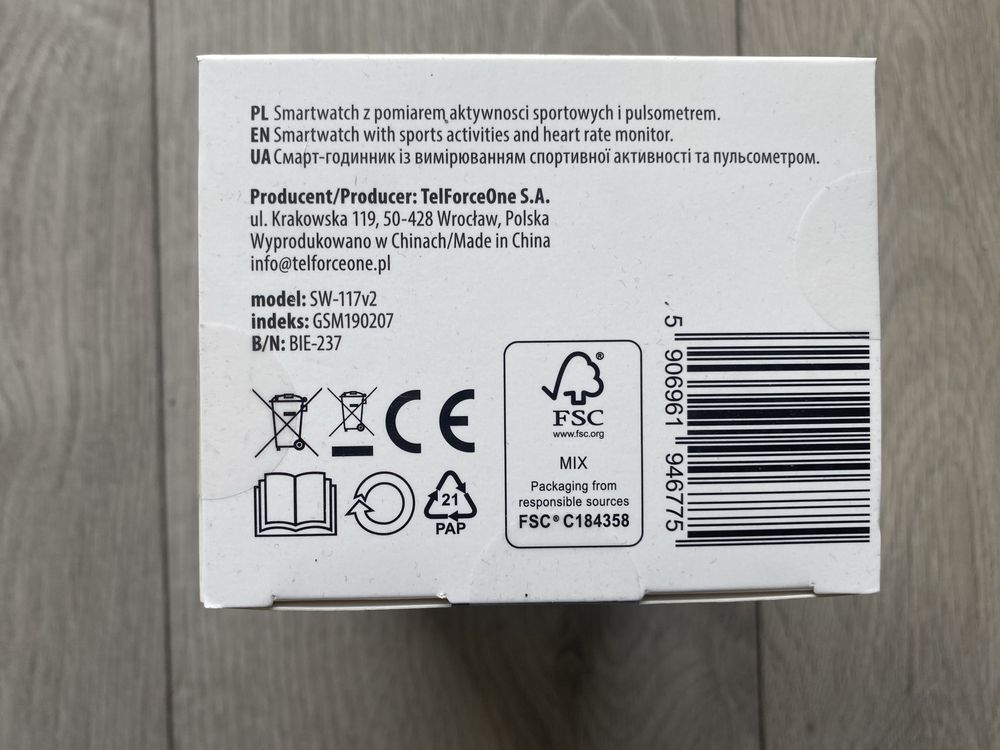 PL Smartwatch z pomiarem aktywnosci sportowych i pulsometrem.
EN Smartwatch with sports activities and heart rate monitor.
UA Смарт-годинник із вимірюванням спортивної активності та пульсометром.
Producent/Producer: TelForceOne S.A.
ul. Krakowska 119, 50-428 Wrocław, Polska
Wyprodukowano w Chinach/Made in China
info@telforceone.pl
model: SW-117v2
indeks: GSM190207
B/N: BIE-237
CE
21
PAP
®
FSC
www.fsc.org
MIX
Packaging from
responsible sources
FSC® C184358
5 906961 946775